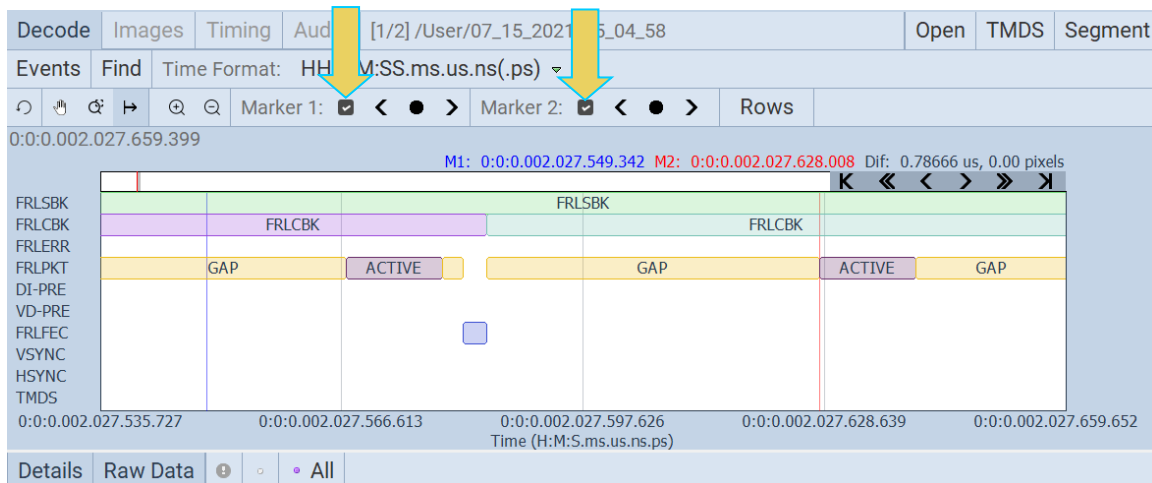 Decode Images Timing Aud [1/2] /User/07_15_2021 5_04_58 Open TMDS Segment
Events Find Time Format: HH M:SS.ms.us.ns(.ps)
Marker 1: Marker 2: Rows
0:0:0.002.027.659.399
M1: 0:0:0.002.027.549.342 M2: 0:0:0.002.027.628.008 Dif: 0.78666 us, 0.00 pixels
FRLSBK FRLSBK
FRLCBK FRLCBK FRLCBK
FRLERR
FRLPKT GAP ACTIVE GAP ACTIVE GAP
DI-PRE
VD-PRE
FRLFEC
VSYNC
HSYNC
TMDS
0:0:0.002.027.535.727 0:0:0.002.027.566.613 0:0:0.002.027.597.626 0:0:0.002.027.628.639 0:0:0.002.027.659.652
Time (H:M:S.ms.us.ns.ps)
Details Raw Data All